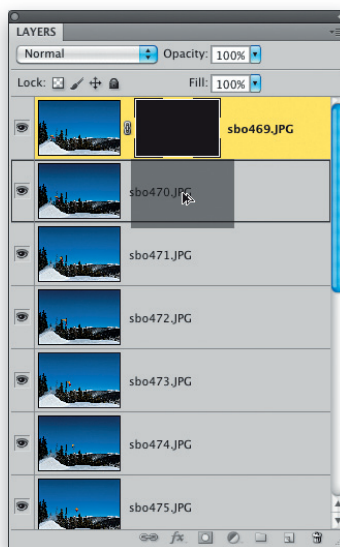 LAYERS
Normal Opacity: 100%
Lock: Fill: 100%
sbo469.JPG
sbo470.JPG
sbo471.JPG
sbo472.JPG
sbo473.JPG
sbo474.JPG
sbo475.JPG
fx